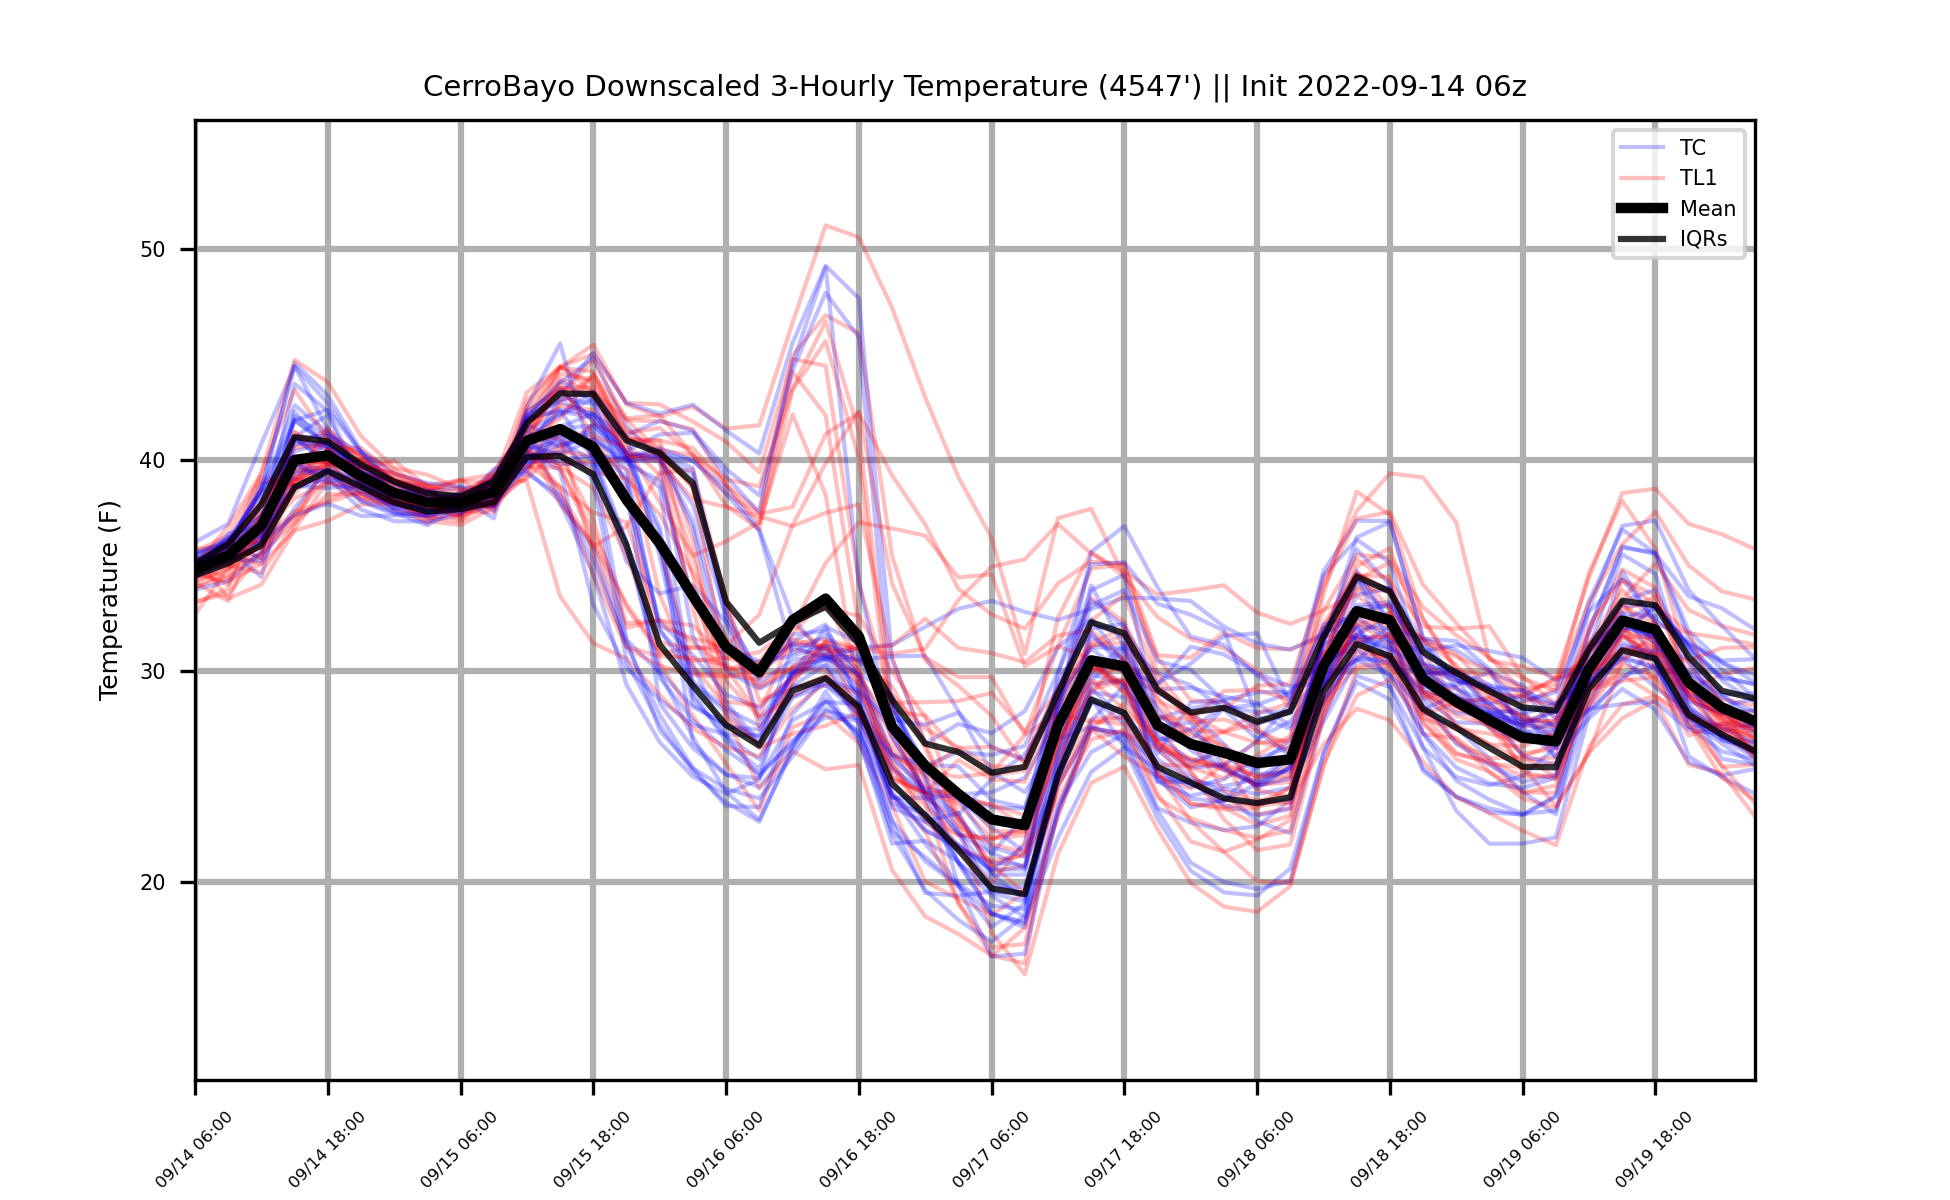 CerroBayo Downscaled 3-Hourly Temperature (4547') || Init 2022-09-14 06z
TC
TL1
Mean
IQRs
Temperature (F)
50
40
30
20
09/14 06:00
09/14 18:00
09/15 06:00
09/15 18:00
09/16 06:00
09/16 18:00
09/17 06:00
09/17 18:00
09/18 06:00
09/18 18:00
09/19 06:00
09/19 18:00